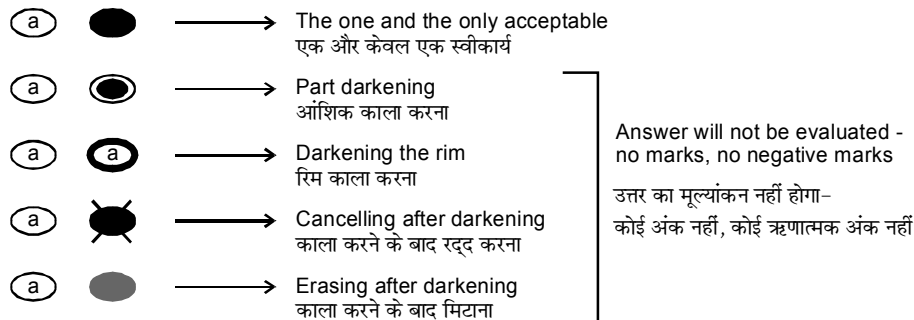 a The one and the only acceptable
एक और केवल एक स्वीकार्य
a Part darkening
आंशिक काला करना
a a Darkening the rim
रिम काला करना
a Cancelling after darkening
काला करने के बाद रद्द करना
a Erasing after darkening
काला करने के बाद मिटाना
Answer will not be evaluated -
no marks, no negative marks
उत्तर का मूल्यांकन नहीं होगा-
कोई अंक नहीं, कोई ऋणात्मक अंक नहीं